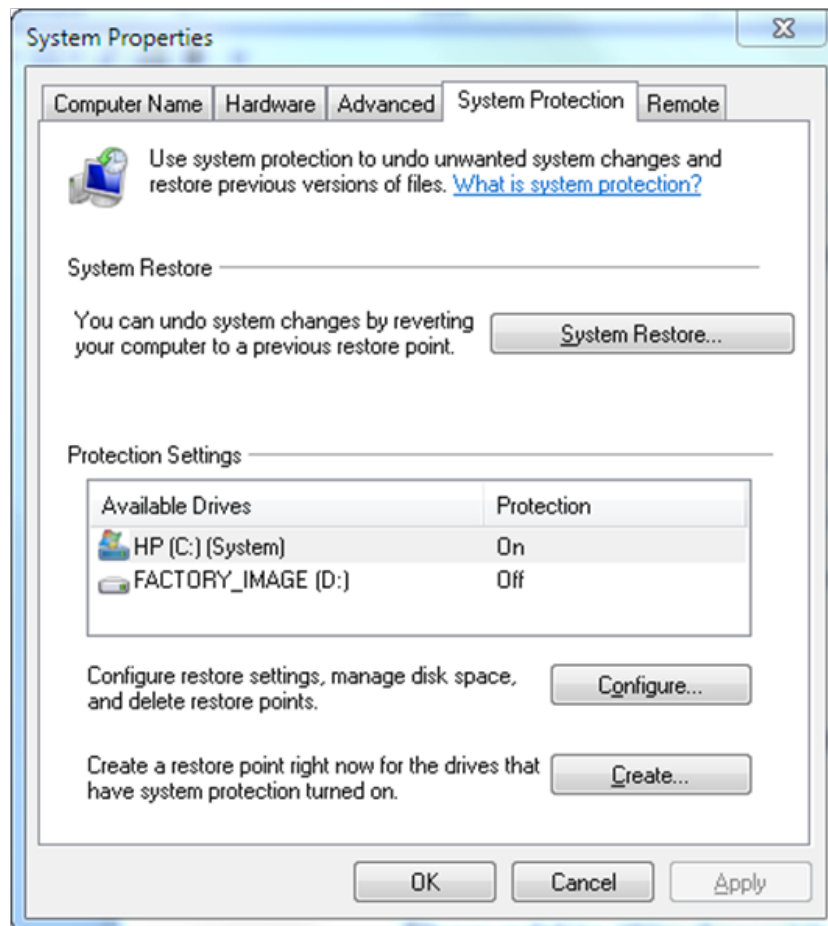 System Properties
Computer Name Hardware Advanced System Protection Remote
Use system protection to undo unwanted system changes and
restore previous versions of files. What is system protection?
System Restore
You can undo system changes by reverting
your computer to a previous restore point.
System Restore...
Protection Settings
Available Drives Protection
HP (C:) (System) On
FACTORY_IMAGE (D:) Off
Configure restore settings, manage disk space,
and delete restore points.
Configure...
Create a restore point right now for the drives that
have system protection turned on.
Create...
OK Cancel Apply